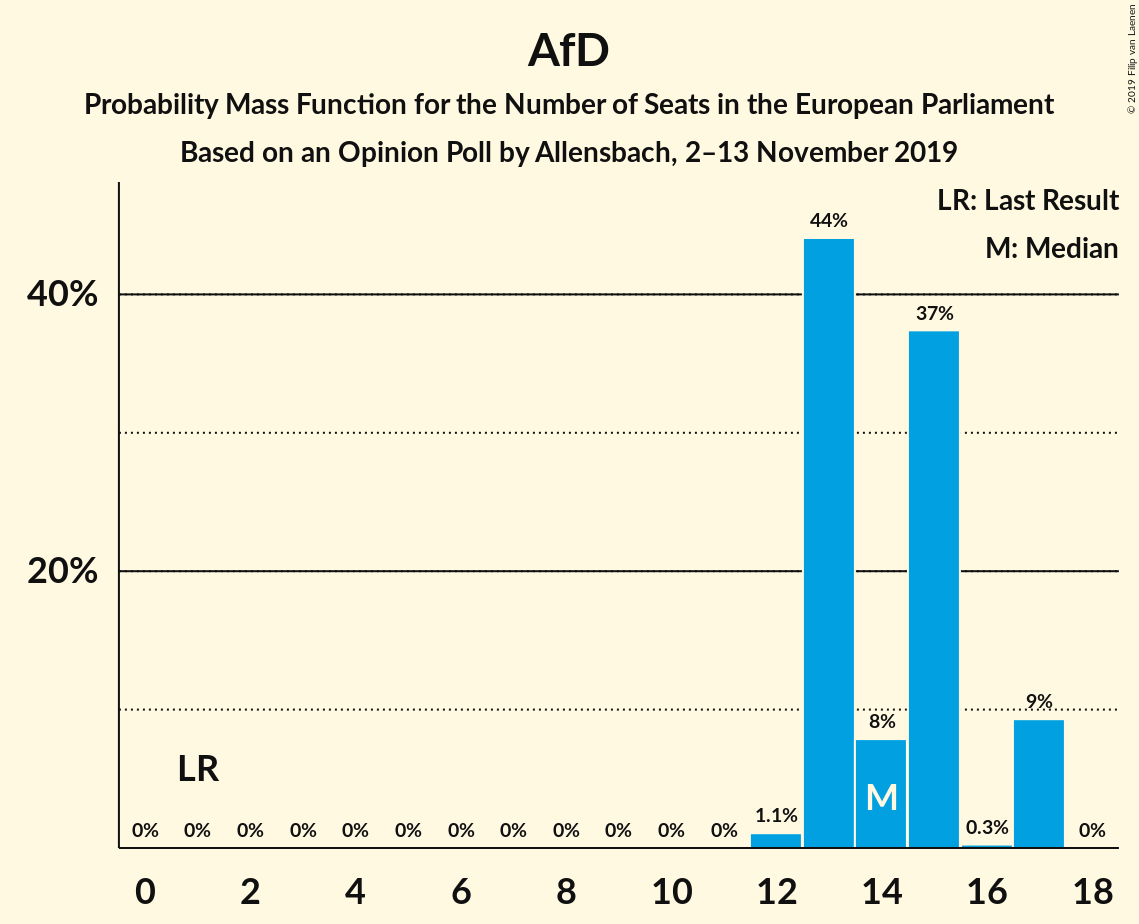 AfD
Probability Mass Function for the Number of Seats in the European Parliament
Based on an Opinion Poll by Allensbach, 2–13 November 2019
© 2019 Filip van Laenen
LR: Last Result
M: Median
44%
40%
37%
20%
9%
8%
LR
M
1.1%
0% 0% 0% 0% 0% 0% 0% 0% 0% 0% 0% 0% 0.3% 0%
0 2 4 6 8 10 12 14 16 18